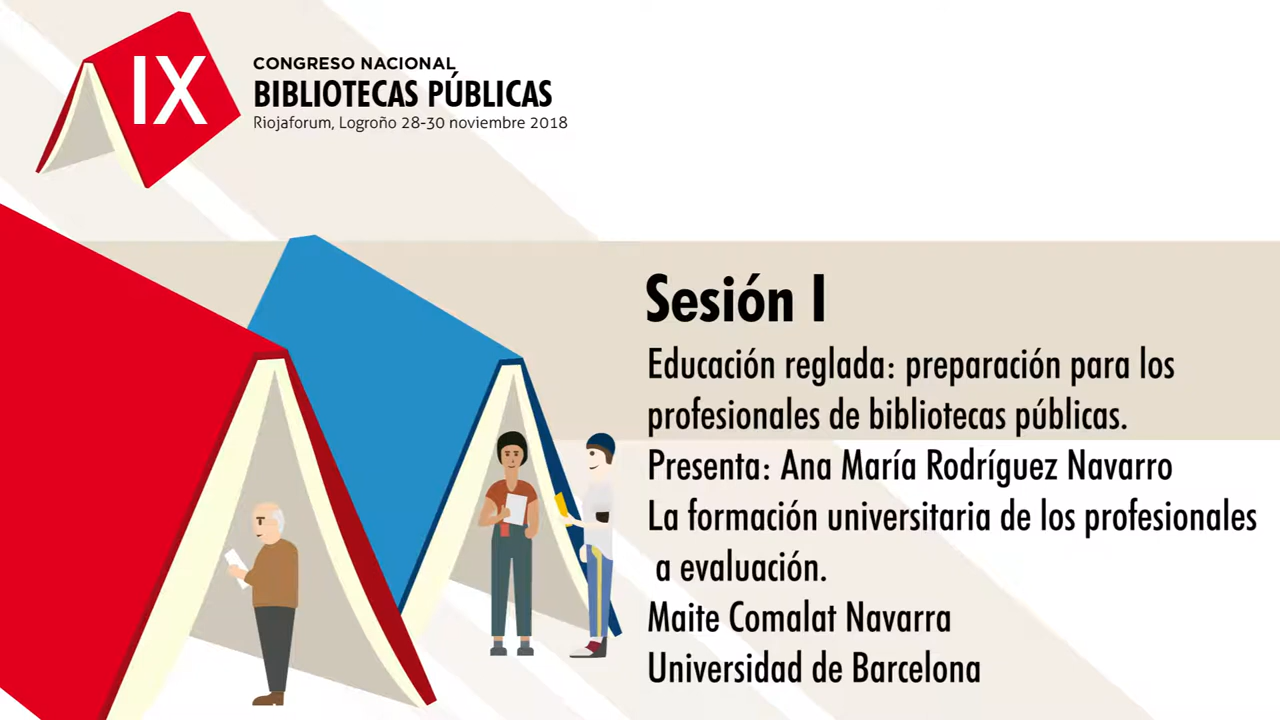 IX
CONGRESO NACIONAL
BIBLIOTECAS PÚBLICAS
Riojaforum, Logroño 28-30 noviembre 2018
Sesión I
Educación reglada: preparación para los
profesionales de bibliotecas públicas.
Presenta: Ana María Rodríguez Navarro
La formación universitaria de los profesionales
a evaluación.
Maite Comalat Navarra
Universidad de Barcelona